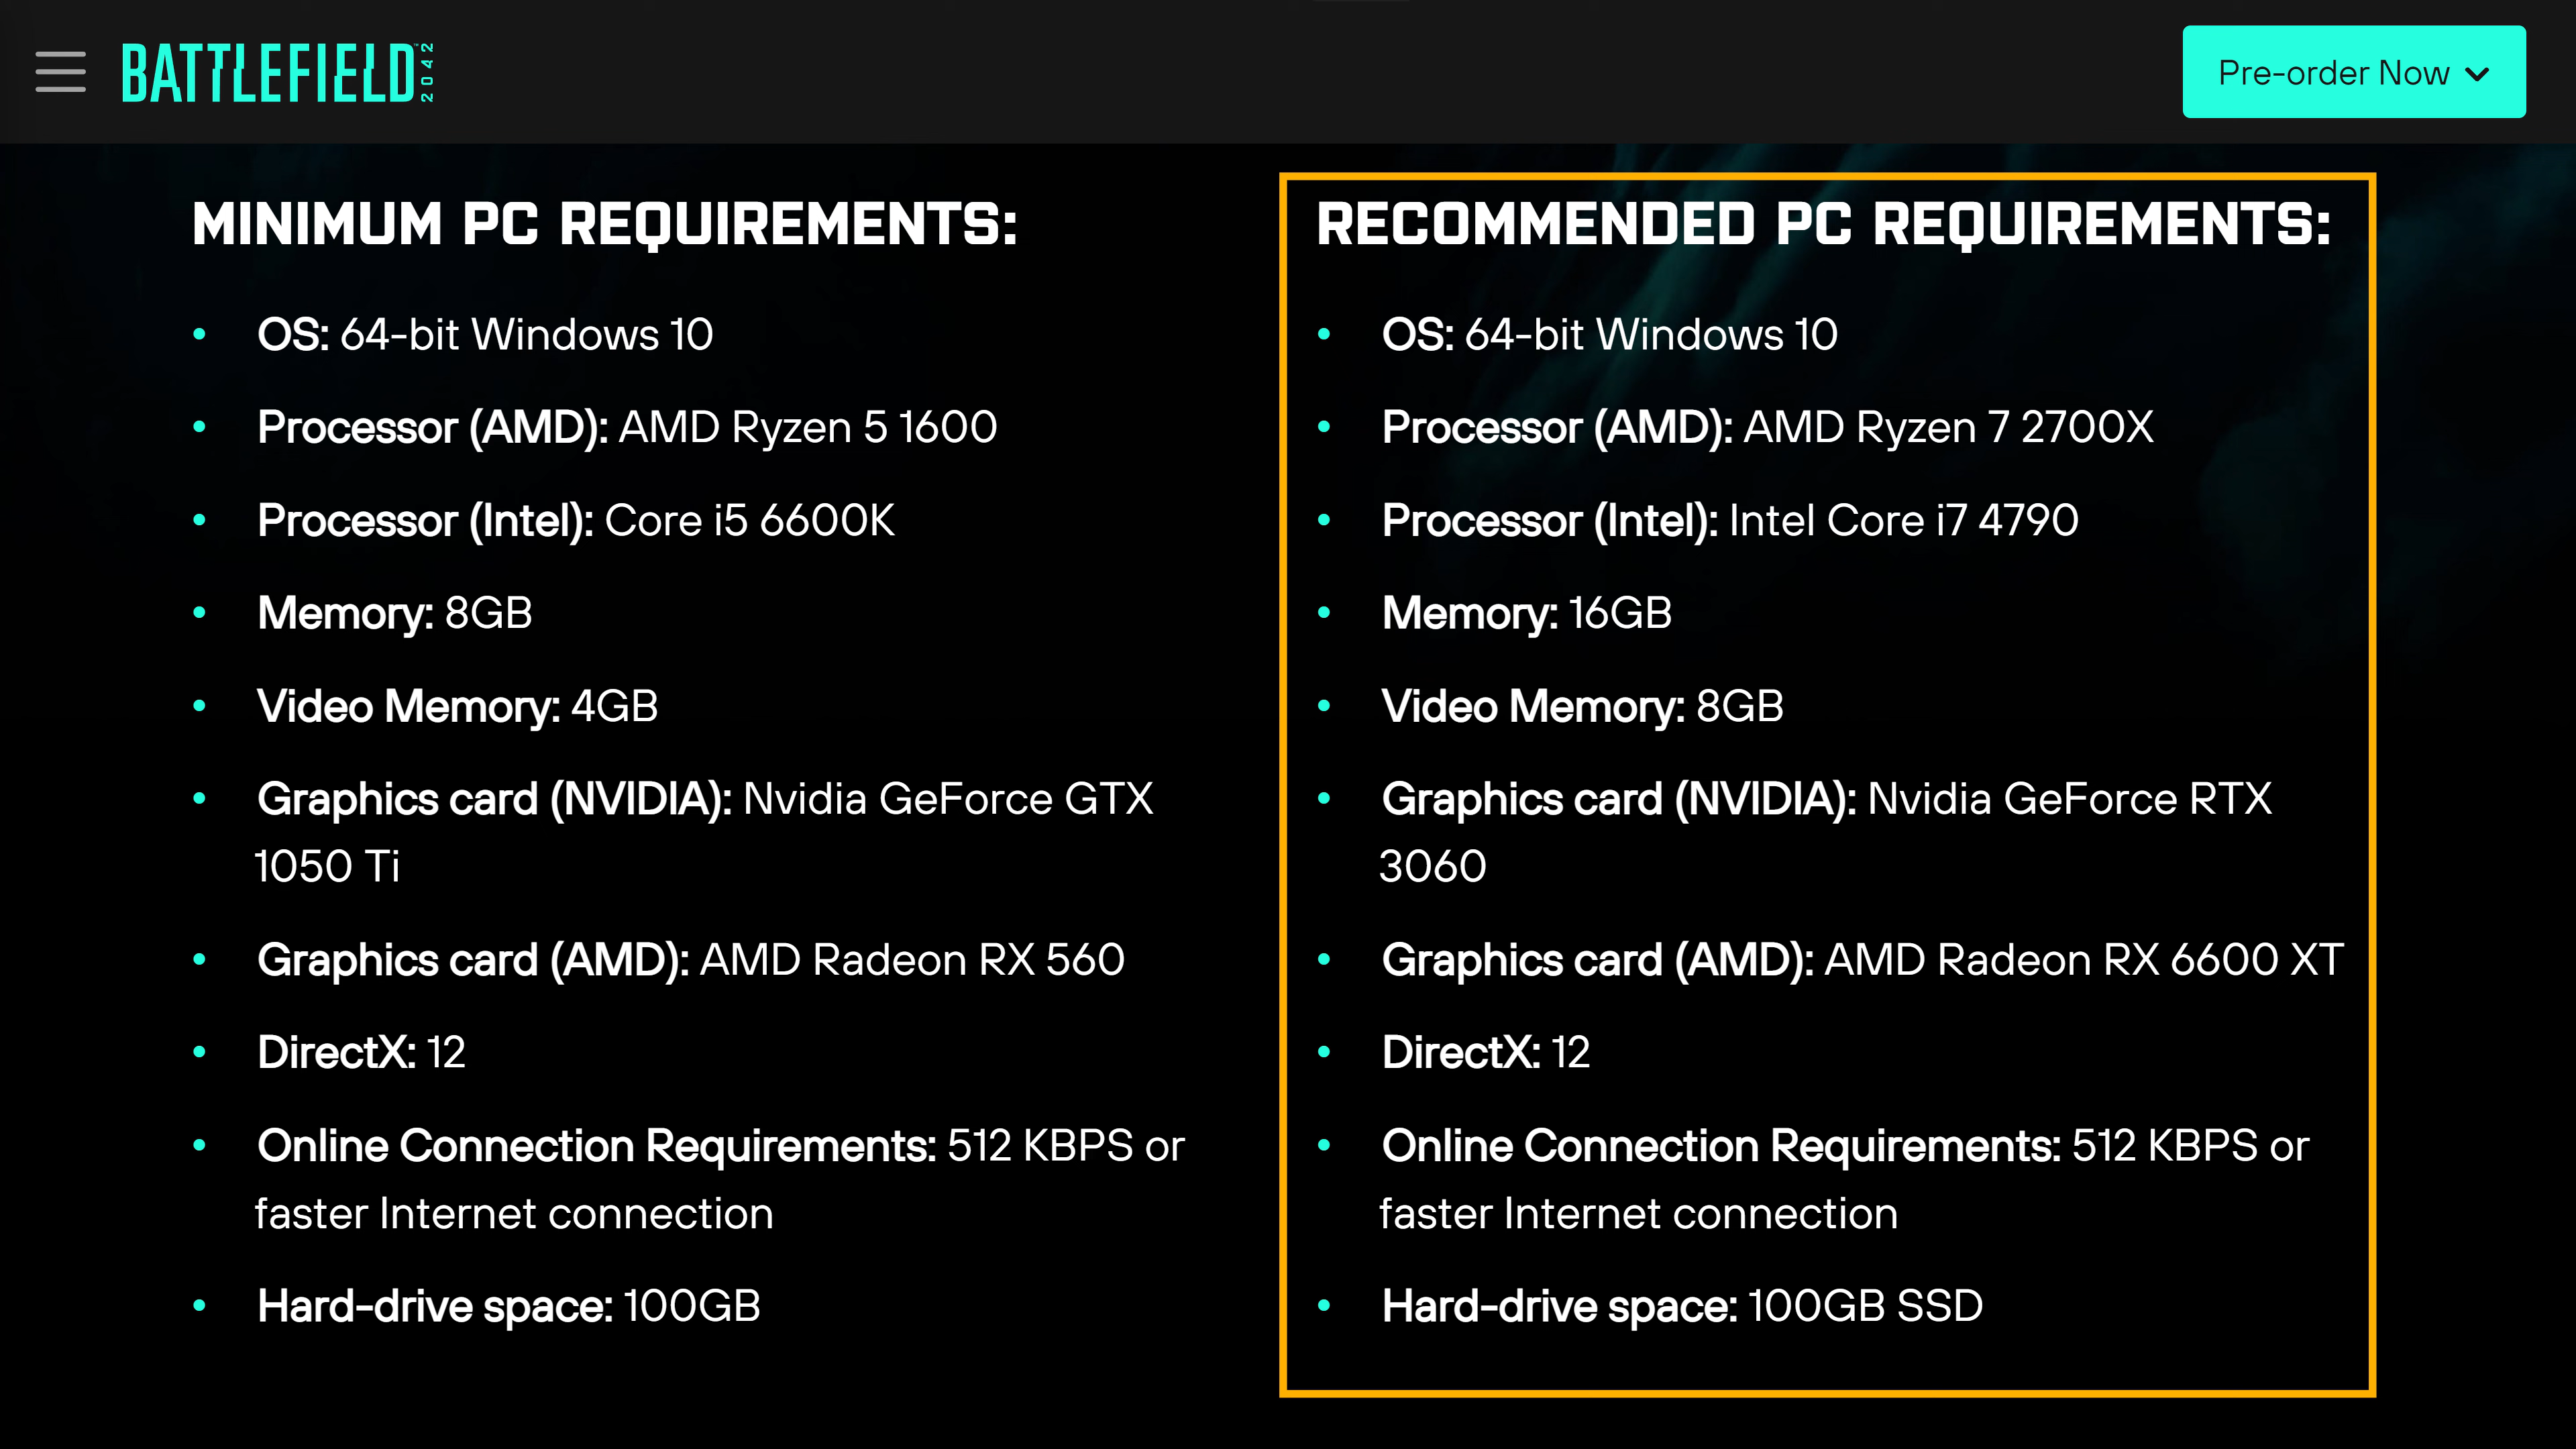 BATTLEFIELD™ 2042
Pre-order Now
MINIMUM PC REQUIREMENTS:
• OS: 64-bit Windows 10
• Processor (AMD): AMD Ryzen 5 1600
• Processor (Intel): Core i5 6600K
• Memory: 8GB
• Video Memory: 4GB
• Graphics card (NVIDIA): Nvidia GeForce GTX
1050 Ti
• Graphics card (AMD): AMD Radeon RX 560
• DirectX: 12
• Online Connection Requirements: 512 KBPS or
faster Internet connection
• Hard-drive space: 100GB
RECOMMENDED PC REQUIREMENTS:
• OS: 64-bit Windows 10
• Processor (AMD): AMD Ryzen 7 2700X
• Processor (Intel): Intel Core i7 4790
• Memory: 16GB
• Video Memory: 8GB
• Graphics card (NVIDIA): Nvidia GeForce RTX
3060
• Graphics card (AMD): AMD Radeon RX 6600 XT
• DirectX: 12
• Online Connection Requirements: 512 KBPS or
faster Internet connection
• Hard-drive space: 100GB SSD